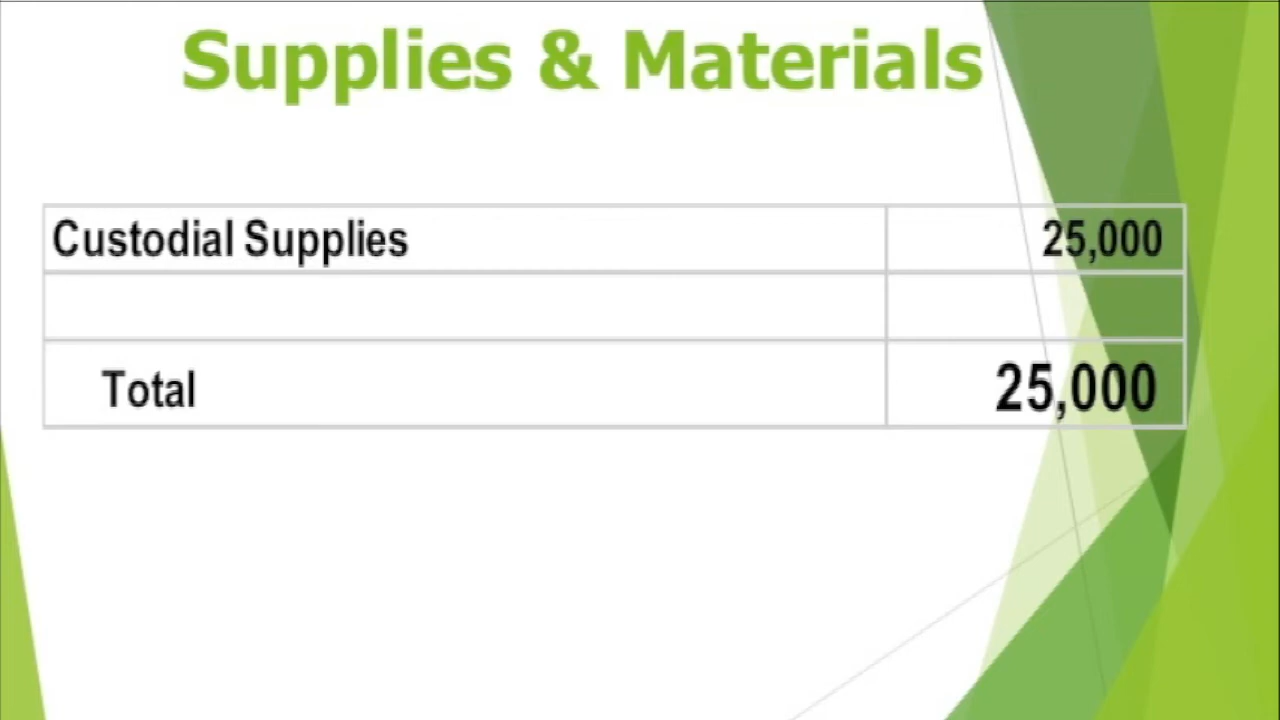 Supplies & Materials
Custodial Supplies 25,000
Total 25,000